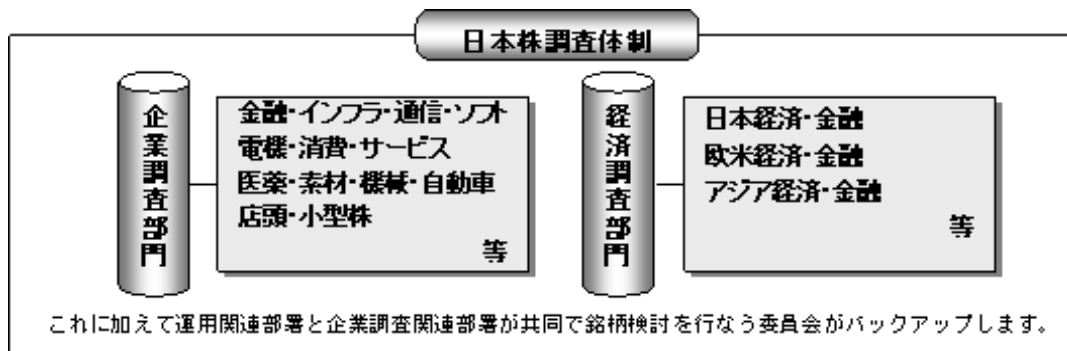 日本株調査体制
企業調査部門
金融・インフラ・通信・ソフト
電機・消費・サービス
医薬・素材・機械・自動車
店頭・小型株
等
経済調査部門
日本経済・金融
欧米経済・金融
アジア経済・金融
等
これに加えて運用関連部署と企業調査関連部署が共同で銘柄検討を行なう委員会がバックアップします。